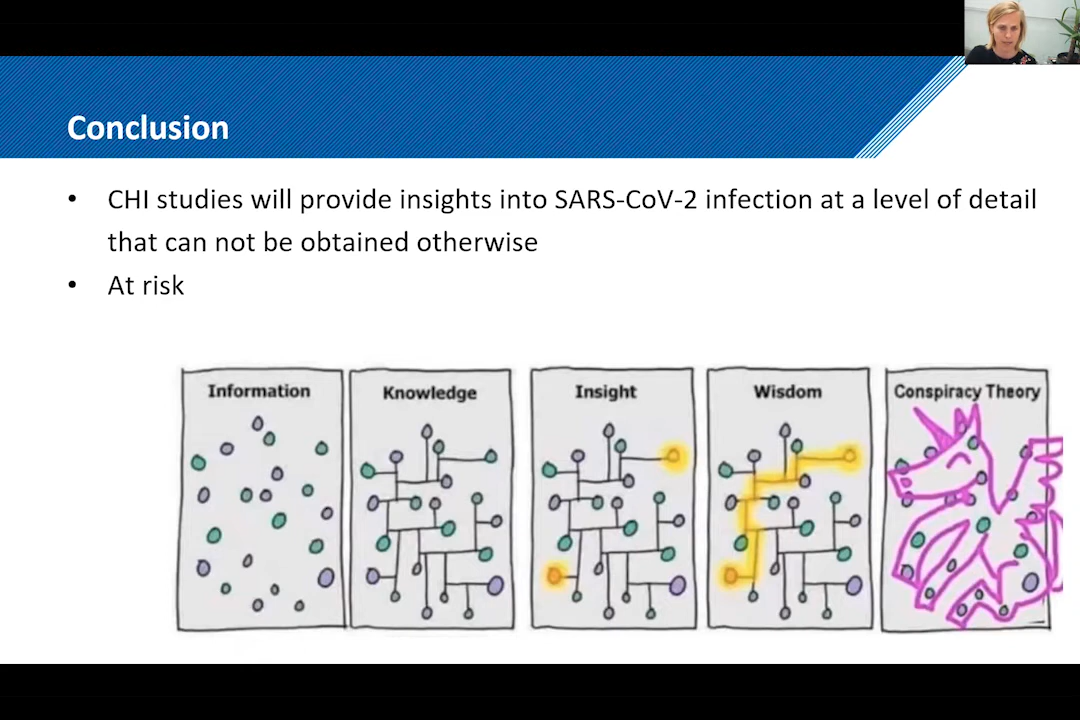 Conclusion
• CHI studies will provide insights into SARS-CoV-2 infection at a level of detail
that can not be obtained otherwise
• At risk
Information
Knowledge
Insight
Wisdom
Conspiracy Theory